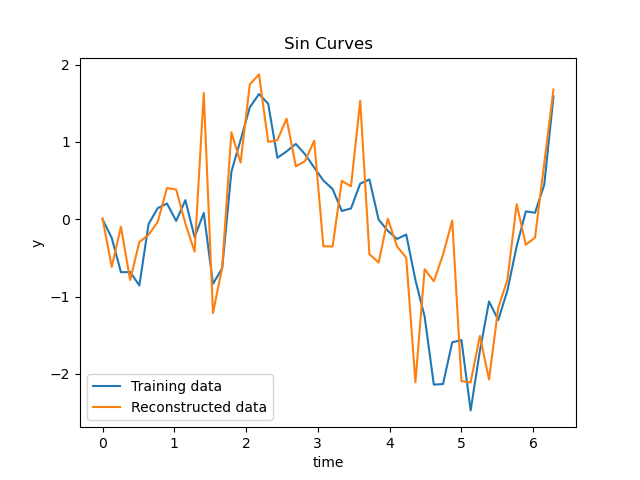 Sin Curves
y
2
1
0
−1
−2
Training data
Reconstructed data
0 1 2 3 4 5 6
time